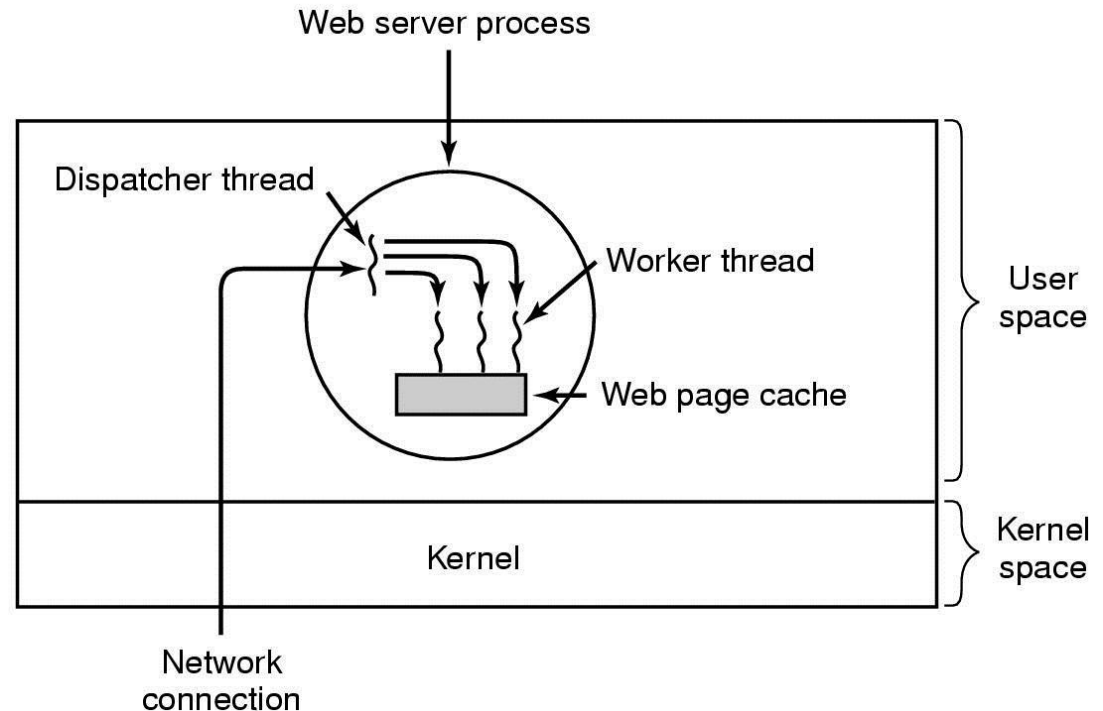 Web server process
Dispatcher thread
Worker thread
User
space
Web page cache
Kernel
Kernel
space
Network
connection